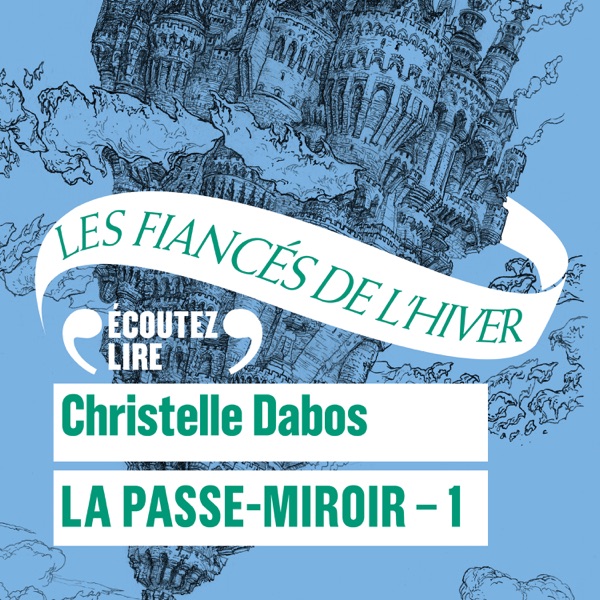 LES FIANCÉS DE L'HIVER
ÉCOUTEZ
LIRE
Christelle Dabos
LA PASSE-MIROIR – 1